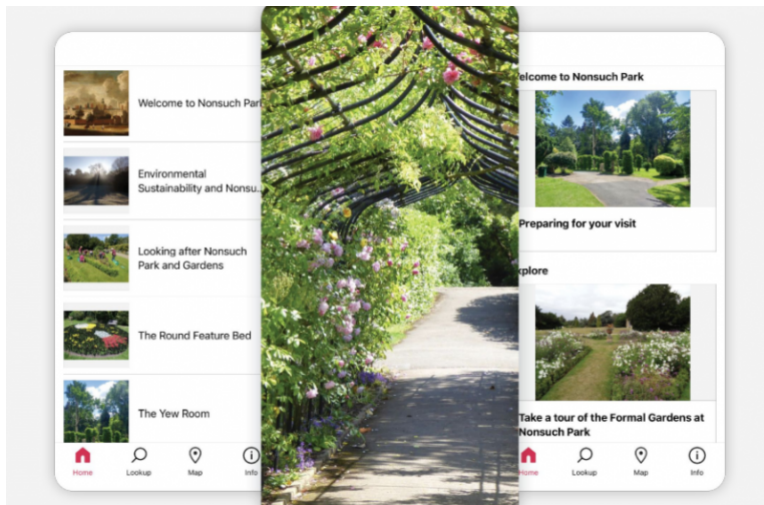 Welcome to Nonsuch Par
Environmental
Sustainability and Nonsu...
Looking after Nonsuch
Park and Gardens
The Round Feature Bed
The Yew Room
Home
Lookup
Map
Info
elcome to Nonsuch Park
Preparing for your visit
xplore
Take a tour of the Formal Gardens at
Nonsuch Park
Home
Lookup
Map
Info